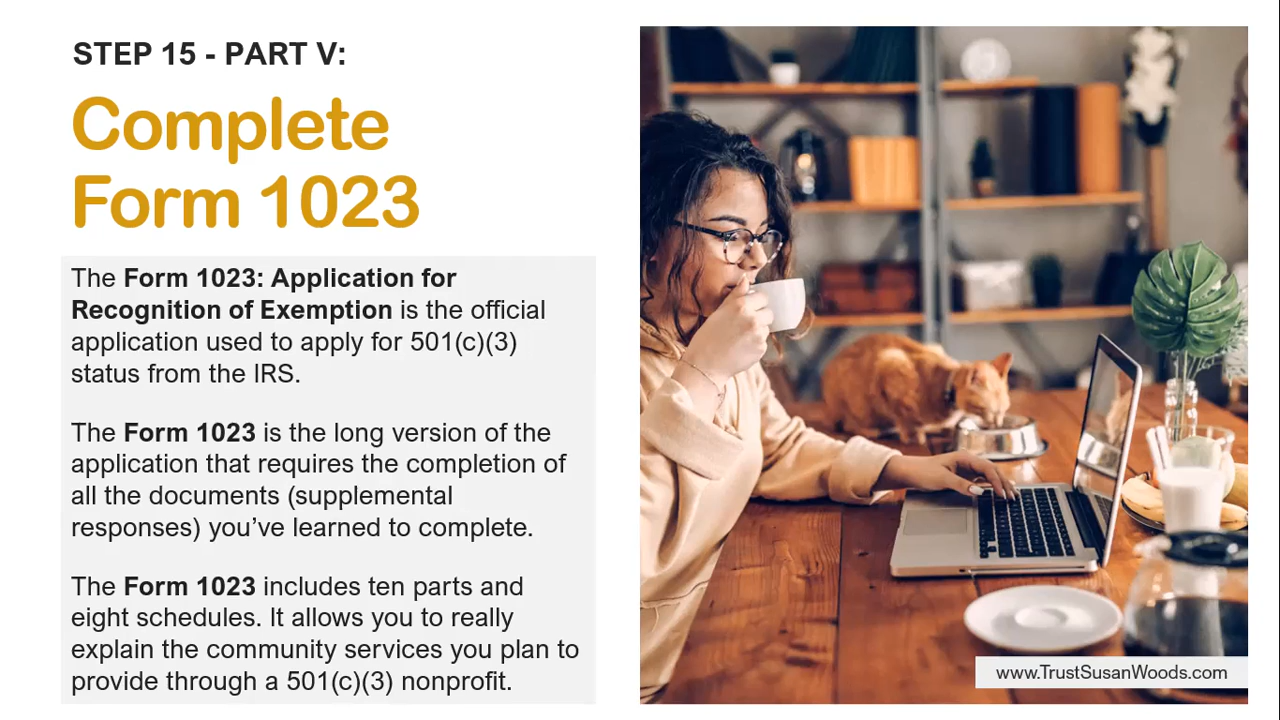 STEP 15 - PART V:
Complete
Form 1023
The Form 1023: Application for
Recognition of Exemption is the official
application used to apply for 501(c)(3)
status from the IRS.
The Form 1023 is the long version of the
application that requires the completion of
all the documents (supplemental
responses) you’ve learned to complete.
The Form 1023 includes ten parts and
eight schedules. It allows you to really
explain the community services you plan to
provide through a 501(c)(3) nonprofit.
www.TrustSusanWoods.com